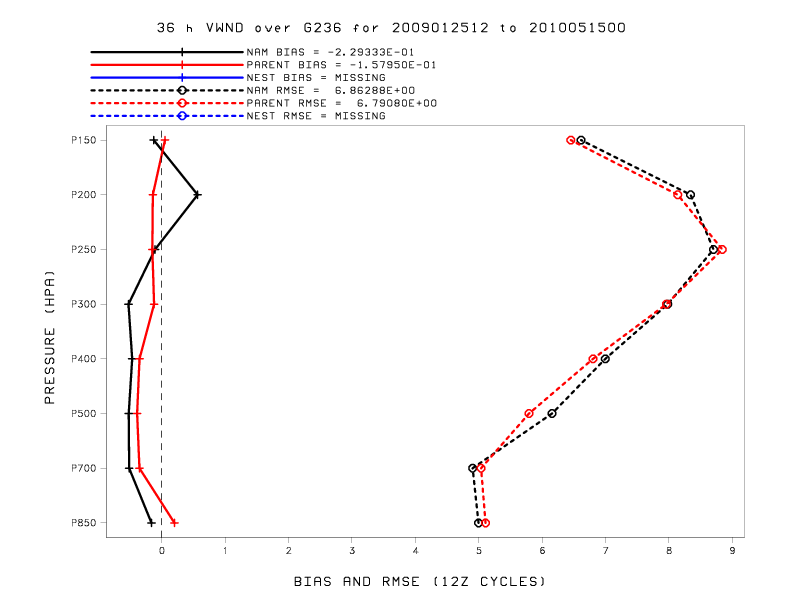 36 h VWND over G236 for 2009012512 to 2010051500
NAM BIAS = -2.29333E-01
PARENT BIAS = -1.57950E-01
NEST BIAS = MISSING
NAM RMSE = 6.86288E+00
PARENT RMSE = 6.79080E+00
NEST RMSE = MISSING
P150
P200
P250
P300
P400
P500
P700
P850
PRESSURE (HPA)
0 1 2 3 4 5 6 7 8 9
BIAS AND RMSE (12Z CYCLES)